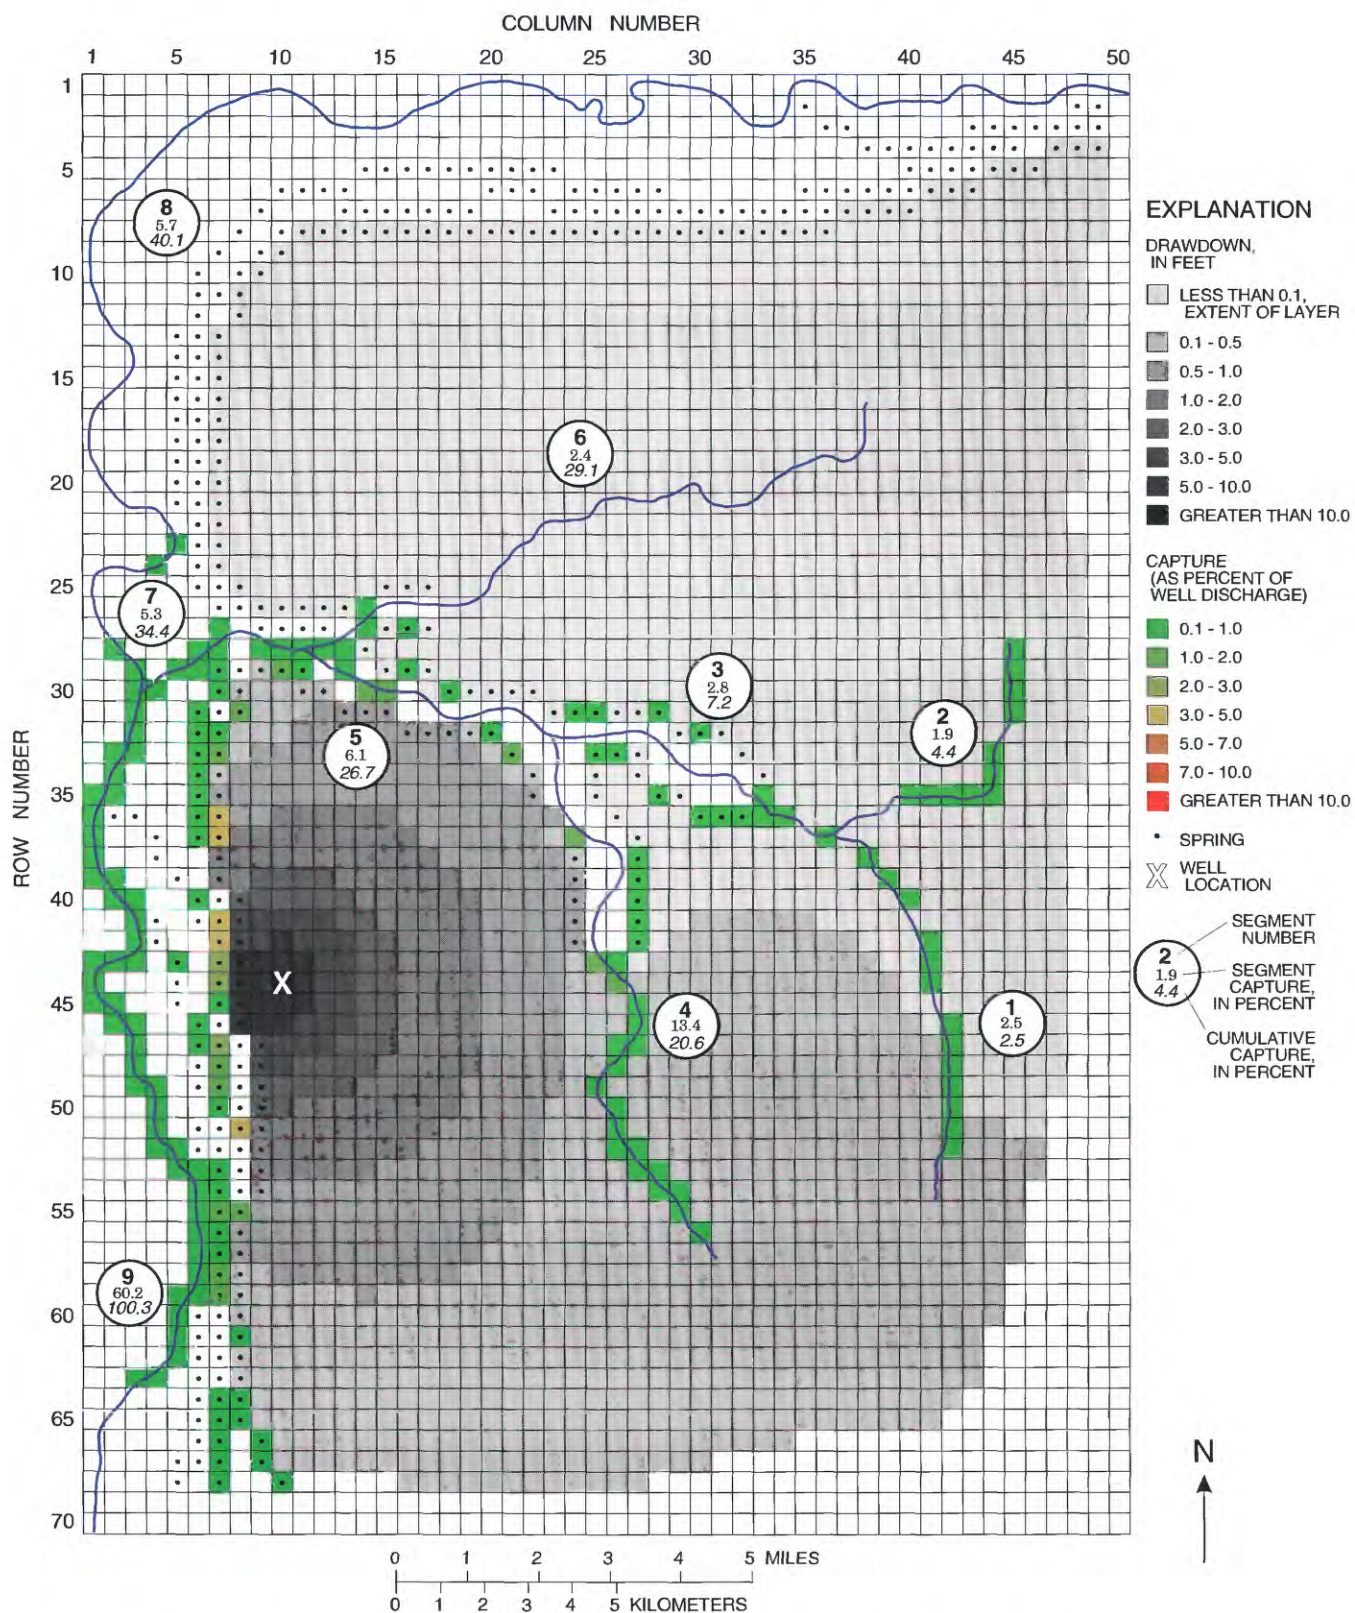 COLUMN NUMBER
1 5 10 15 20 25 30 35 40 45 50
ROW NUMBER
1
5
10
15
20
25
30
35
40
45
50
55
60
65
70
8
5.7
40.1
6
2.4
29.1
7
5.3
34.4
3
2.8
7.2
2
1.9
4.4
5
6.1
26.7
X
4
13.4
20.6
1
2.5
2.5
9
60.2
100.3
EXPLANATION
DRAWDOWN,
IN FEET
LESS THAN 0.1,
EXTENT OF LAYER
0.1 - 0.5
0.5 - 1.0
1.0 - 2.0
2.0 - 3.0
3.0 - 5.0
5.0 - 10.0
GREATER THAN 10.0
CAPTURE
(AS PERCENT OF
WELL DISCHARGE)
0.1 - 1.0
1.0 - 2.0
2.0 - 3.0
3.0 - 5.0
5.0 - 7.0
7.0 - 10.0
GREATER THAN 10.0
SPRING
X WELL
LOCATION
2
1.9
4.4
SEGMENT
NUMBER
SEGMENT
CAPTURE,
IN PERCENT
CUMULATIVE
CAPTURE,
IN PERCENT
N
0 1 2 3 4 5 MILES
0 1 2 3 4 5 KILOMETERS